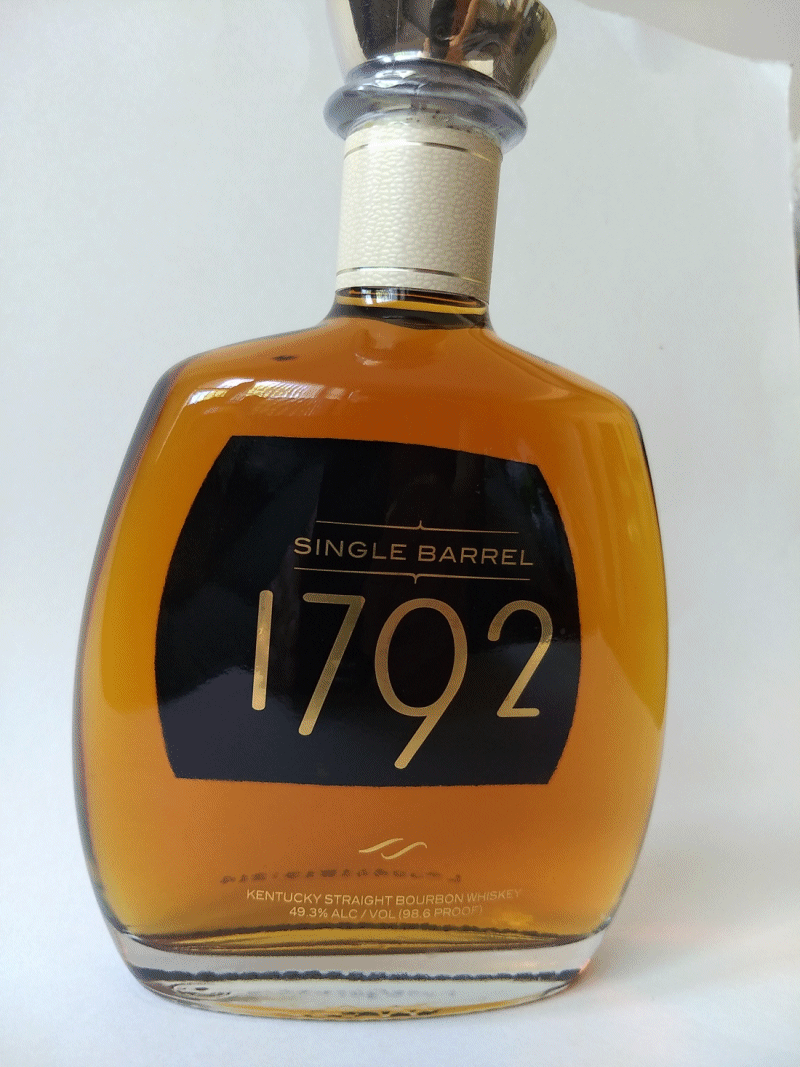 SINGLE BARREL
1792
KENTUCKY STRAIGHT BOURBON WHISKEY
49.3% ALC / VOL (98.6 PROOF)